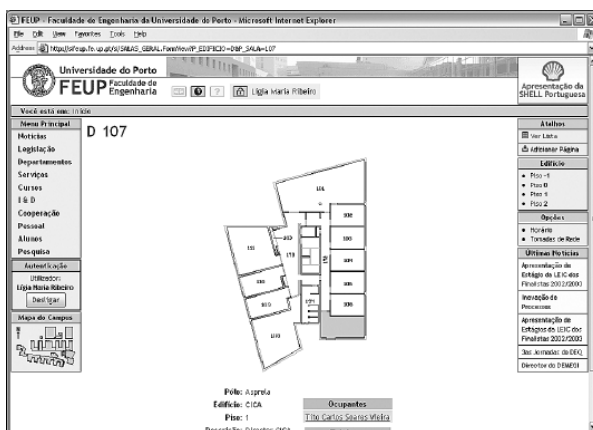 FEUP - Faculdade de Engenharia da Universidade do Porto - Microsoft Internet Explorer
File Edit View Favorites Tools Help
Address
Universidade do Porto
FEUP Faculdade de Engenharia
Lígia Maria Ribeiro
Apresentação da SHELL Portuguesa
Você está em: Início
Menu Principal
Notícias
Legislação
Departamentos
Serviços
Cursos
I & D
Cooperação
Pessoal
Alunos
Pesquisa
Autenticação
Utilizador:
Lígia Maria Ribeiro
Desligar
Mapa do Campus
D 107
101
Pólo: Asprela
Edifício: CICA
Piso: 1
Descrição: Director CICA
Ocupantes
Tito Carlos Soares Vieira
Atalhos
Ver Lista
Adicionar Página
Edifício
Piso -1
Piso 0
Piso 1
Piso 2
Opções
Horário
Tomadas de Rede
Últimas Notícias
Apresentação de
Estágio da LEIC dos
Finalistas 2002/2003
Inovação de
Processos
Apresentação de
Estágios da LEIC dos
Finalistas 2002/2003
Jornadas do DEQ
Director do DEMEGI